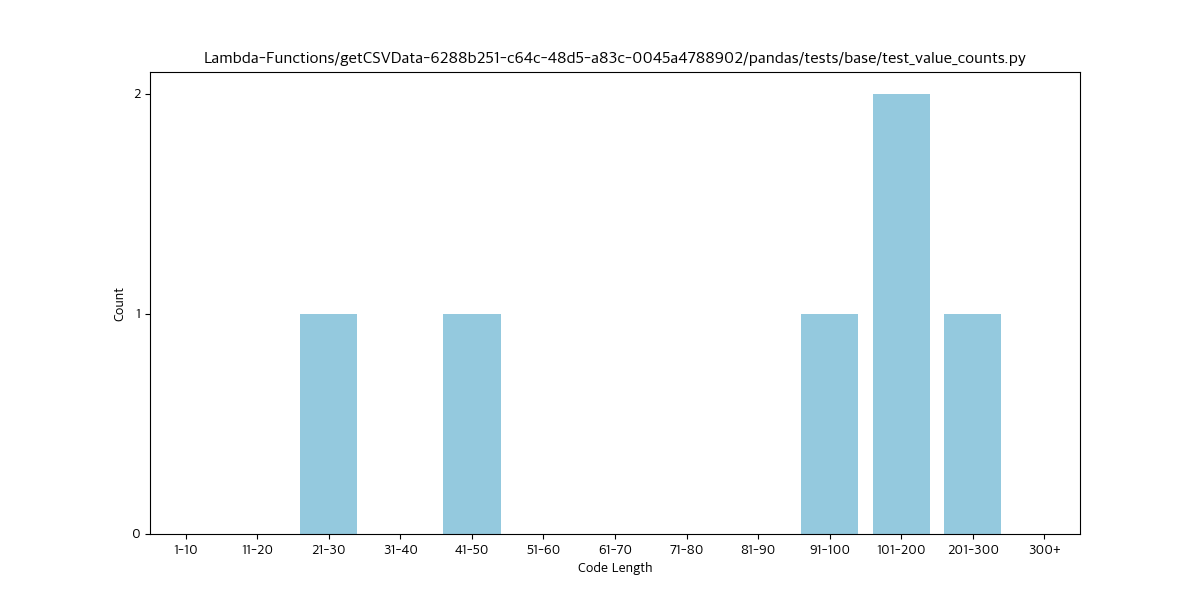 Lambda-Functions/getCSVData-6288b251-c64c-48d5-a83c-0045a4788902/pandas/tests/base/test_value_counts.py
2
1
0
Count
1-10 11-20 21-30 31-40 41-50 51-60 61-70 71-80 81-90 91-100 101-200 201-300 300+
Code Length